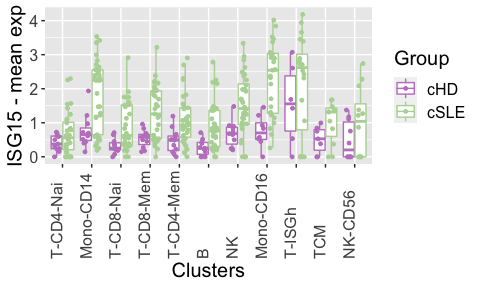 ISG15 - mean exp
4
3
2
1
0
T-CD4-Nai
Mono-CD14
T-CD8-Nai
T-CD8-Mem
T-CD4-Mem
B
NK
Mono-CD16
T-ISGh
TCM
NK-CD56
Clusters
Group
cHD
cSLE